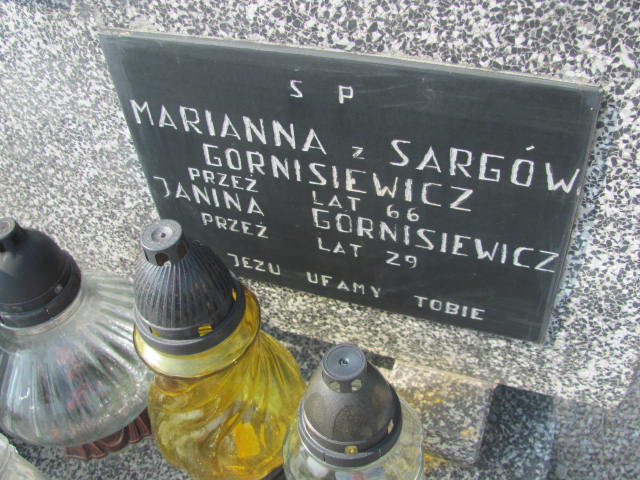 S P
MARIANNA z SARGÓW
GORNISIEWICZ
PRZEŻ LAT 66
JANINA GORNISIEWICZ
PRZEŻ LAT 29
JEZU UFAMY TOBIE